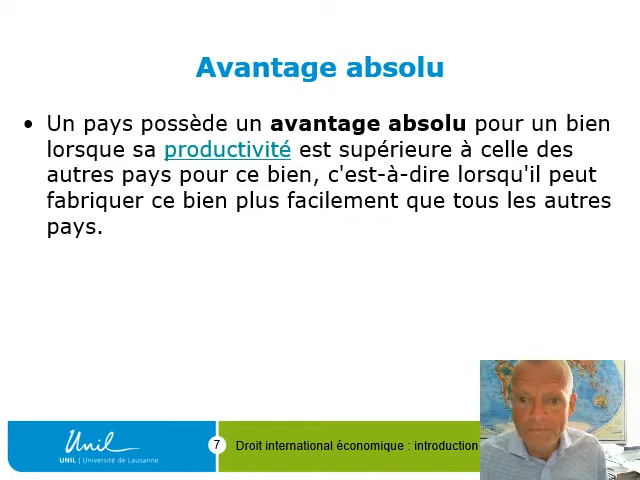 Avantage absolu
• Un pays possède un avantage absolu pour un bien
lorsque sa productivité est supérieure à celle des
autres pays pour ce bien, c'est-à-dire lorsqu'il peut
fabriquer ce bien plus facilement que tous les autres
pays.
Unil
UNIL | Université de Lausanne
7
Droit international économique : introduction